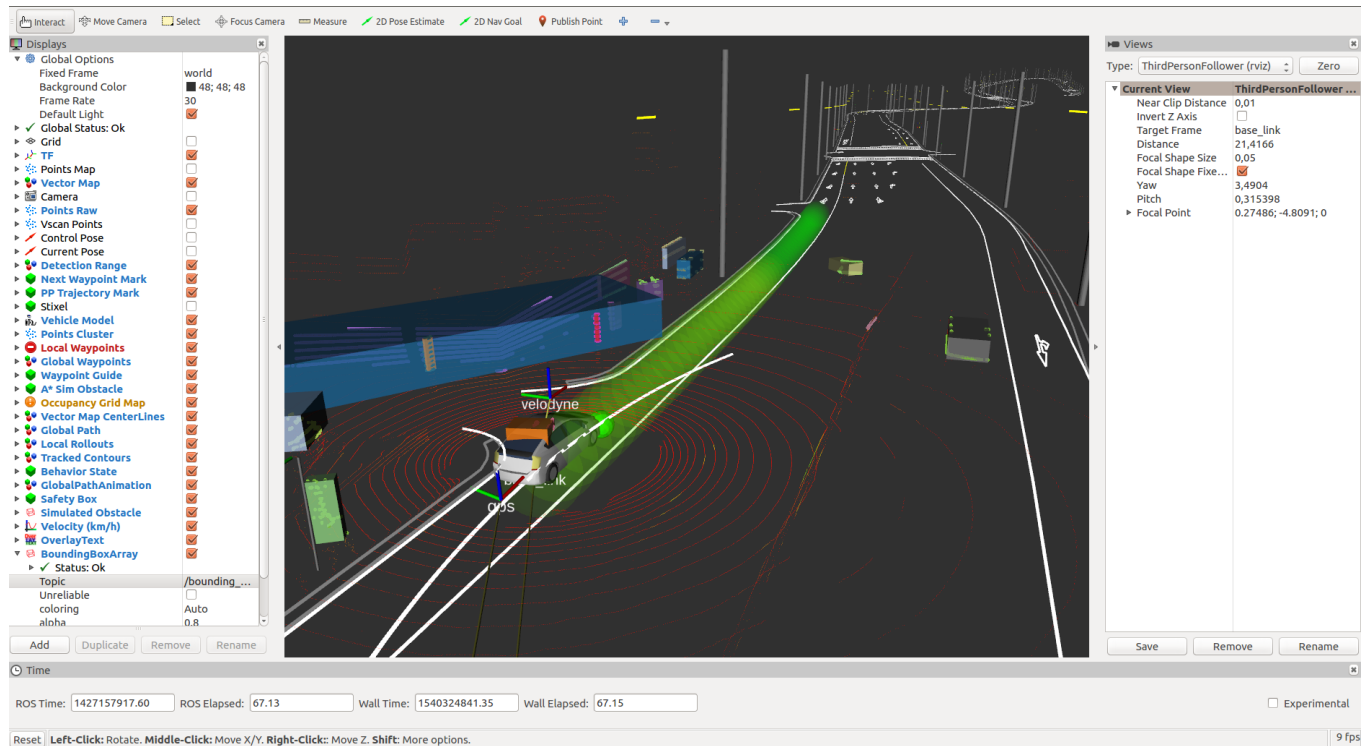 Interact Move Camera Select Focus Camera Measure 2D Pose Estimate 2D Nav Goal Publish Point
Displays
Global Options
Fixed Frame world
Background Color 48; 48; 48
Frame Rate 30
Default Light
Global Status: Ok
Grid
TF
Points Map
Vector Map
Camera
Points Raw
Vscan Points
Control Pose
Current Pose
Detection Range
Next Waypoint Mark
PP Trajectory Mark
Stixel
Vehicle Model
Points Cluster
Local Waypoints
Global Waypoints
Waypoint Guide
A* Sim Obstacle
Occupancy Grid Map
Vector Map CenterLines
Global Path
Local Rollouts
Tracked Contours
Behavior State
GlobalPathAnimation
Safety Box
Simulated Obstacle
Velocity (km/h)
OverlayText
BoundingBoxArray
Status: Ok
Topic /bounding_...
Unreliable
coloring Auto
alpha 0.8
Add Duplicate Remove Rename
velodyne
gps
Views
Type: ThirdPersonFollower (rviz) Zero
Current View ThirdPersonFollower ...
Near Clip Distance 0,01
Invert Z Axis
Target Frame base_link
Distance 21,4166
Focal Shape Size 0,05
Focal Shape Fixe...
Yaw 3,4904
Pitch 0,315398
Focal Point 0.27486; -4.8091; 0
Save Remove Rename
Time
ROS Time: 1427157917.60 ROS Elapsed: 67.13 Wall Time: 1540324841.35 Wall Elapsed: 67.15 Experimental
Reset Left-Click: Rotate. Middle-Click: Move X/Y. Right-Click:: Move Z. Shift: More options. 9 fps